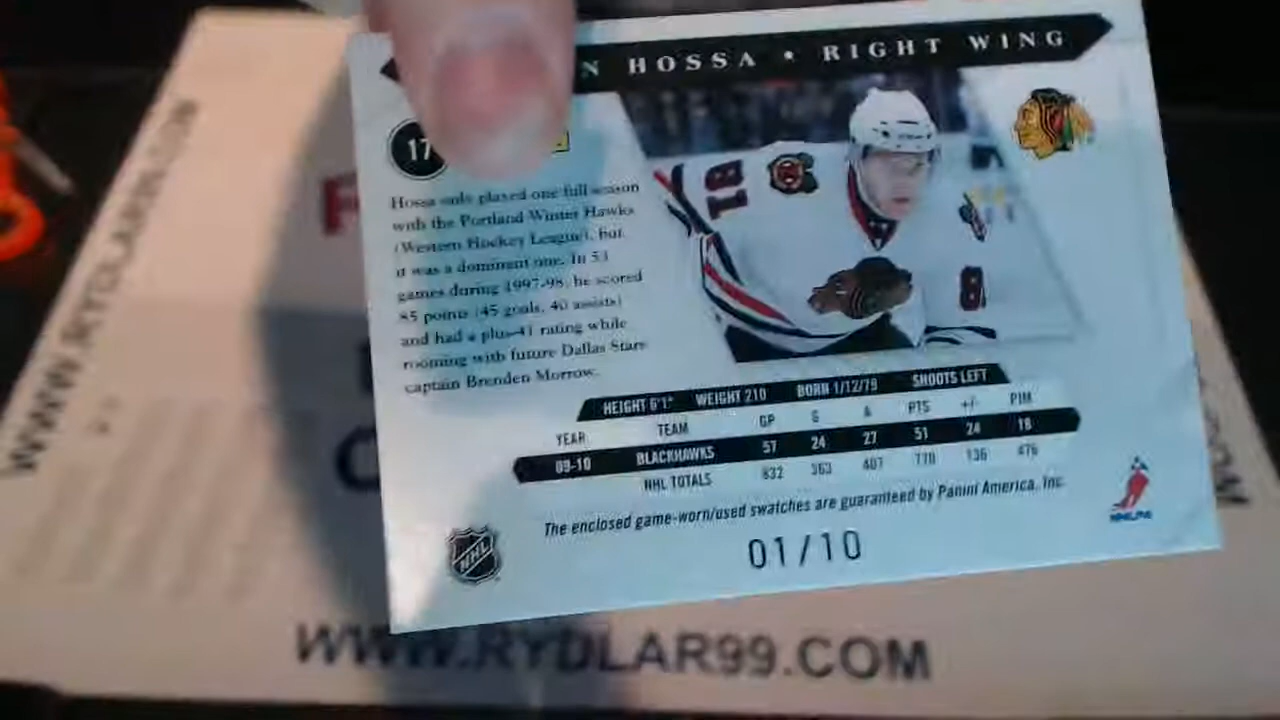 N HOSSA • RIGHT WING
17
Hossa only played one full season
with the Portland Winter Hawks
(Western Hockey League), but
it was a dominant one. In 53
games during 1997-98, he scored
85 points (45 goals, 40 assists)
and had a plus-41 rating while
rooming with future Dallas Stars
captain Brenden Morrow.
81
8
HEIGHT 6'1" WEIGHT 210 BORN 1/12/79 SHOOTS LEFT
YEAR TEAM GP G A PTS +/- PIM
09-10 BLACKHAWKS 57 24 27 51 24 18
NHL TOTALS 832 363 407 770 136 476
The enclosed game-worn/used swatches are guaranteed by Panini America, Inc.
01/10
NHL
NHLPA
WWW.RYDLAR99.COM
WWW.RYDLAR99.COM